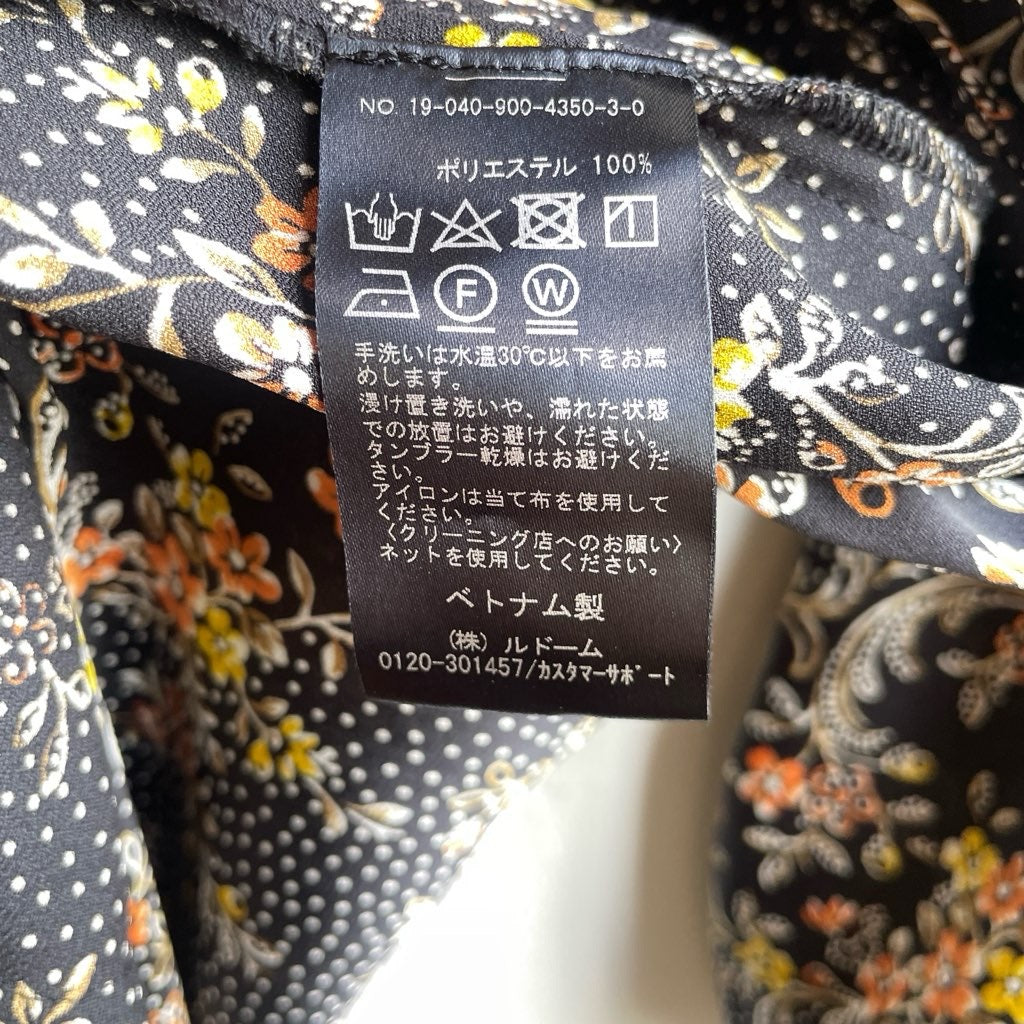 NO. 19-040-900-4350-3-0
ポリエステル 100%
F W
手洗いは水温30℃以下をお薦
めします。
浸け置き洗いや、濡れた状態
での放置はお避けください。
タンブラー乾燥はお避けくだ
さい。
アイロンは当て布を使用して
ください。
〈クリーニング店へのお願い〉
ネットを使用してください。
ベトナム製
(株) ルドーム
0120-301457/カスタマーサポート